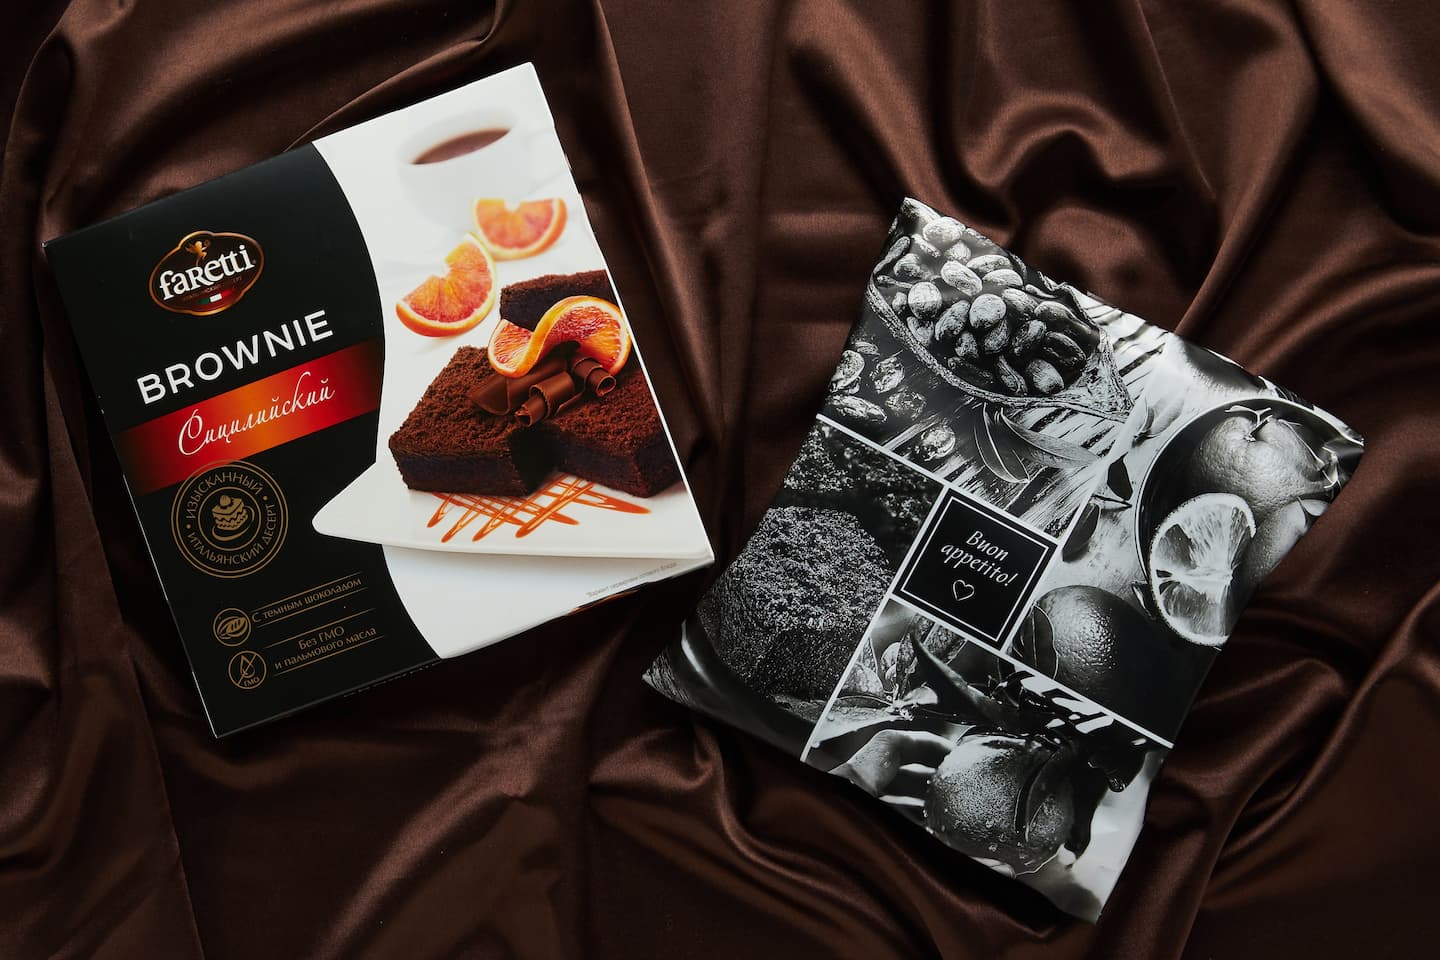 faretti
BROWNIE
Сицилийский
ИЗЫСКАННЫЙ
ИТАЛЬЯНСКИЙ ДЕСЕРТ
С темным шоколадом
Без ГМО
и пальмового масла
ГМО
Buon
appetito!